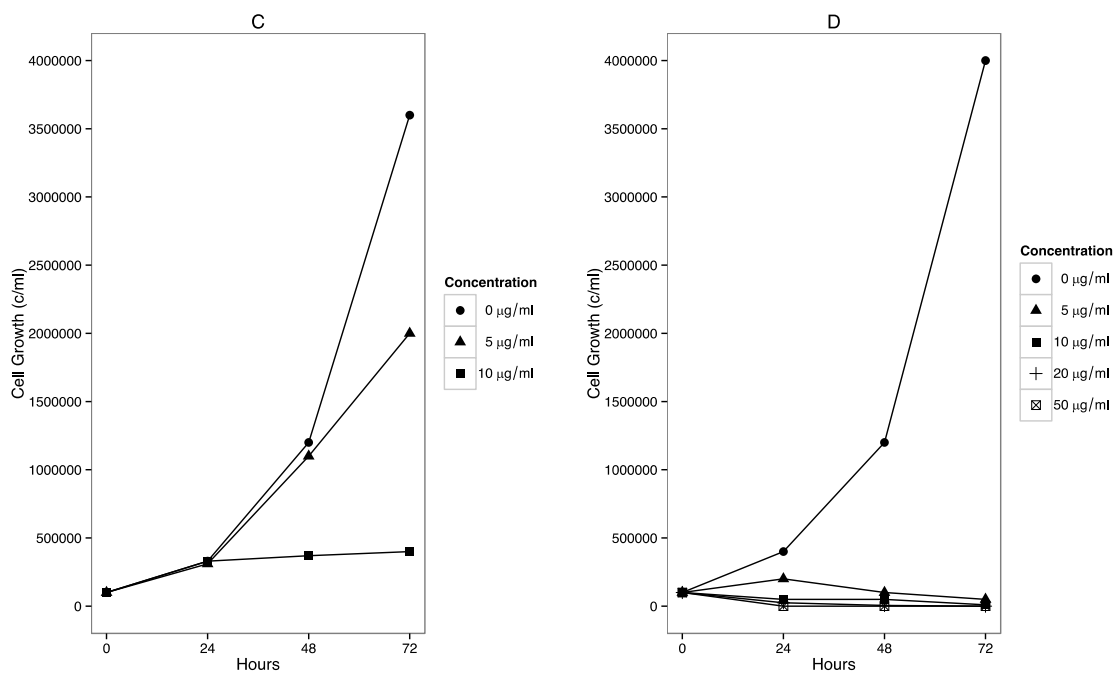 C
4000000
3500000
3000000
2500000
2000000
1500000
1000000
500000
0
Cell Growth (c/ml)
0 24 48 72
Hours
Concentration
0 μg/ml
5 μg/ml
10 μg/ml
D
4000000
3500000
3000000
2500000
2000000
1500000
1000000
500000
0
Cell Growth (c/ml)
0 24 48 72
Hours
Concentration
0 μg/ml
5 μg/ml
10 μg/ml
20 μg/ml
50 μg/ml